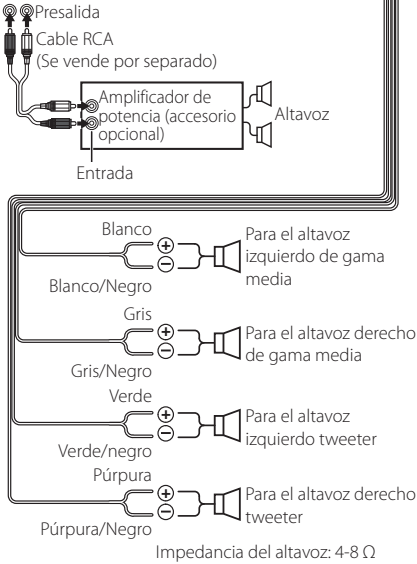 Presalida
Cable RCA
(Se vende por separado)
Amplificador de
potencia (accesorio
opcional)
Altavoz
Entrada
Blanco
Blanco/Negro
Para el altavoz
izquierdo de gama
media
Gris
Gris/Negro
Para el altavoz derecho
de gama media
Verde
Verde/negro
Para el altavoz
izquierdo tweeter
Púrpura
Púrpura/Negro
Para el altavoz derecho
tweeter
Impedancia del altavoz: 4-8 Ω